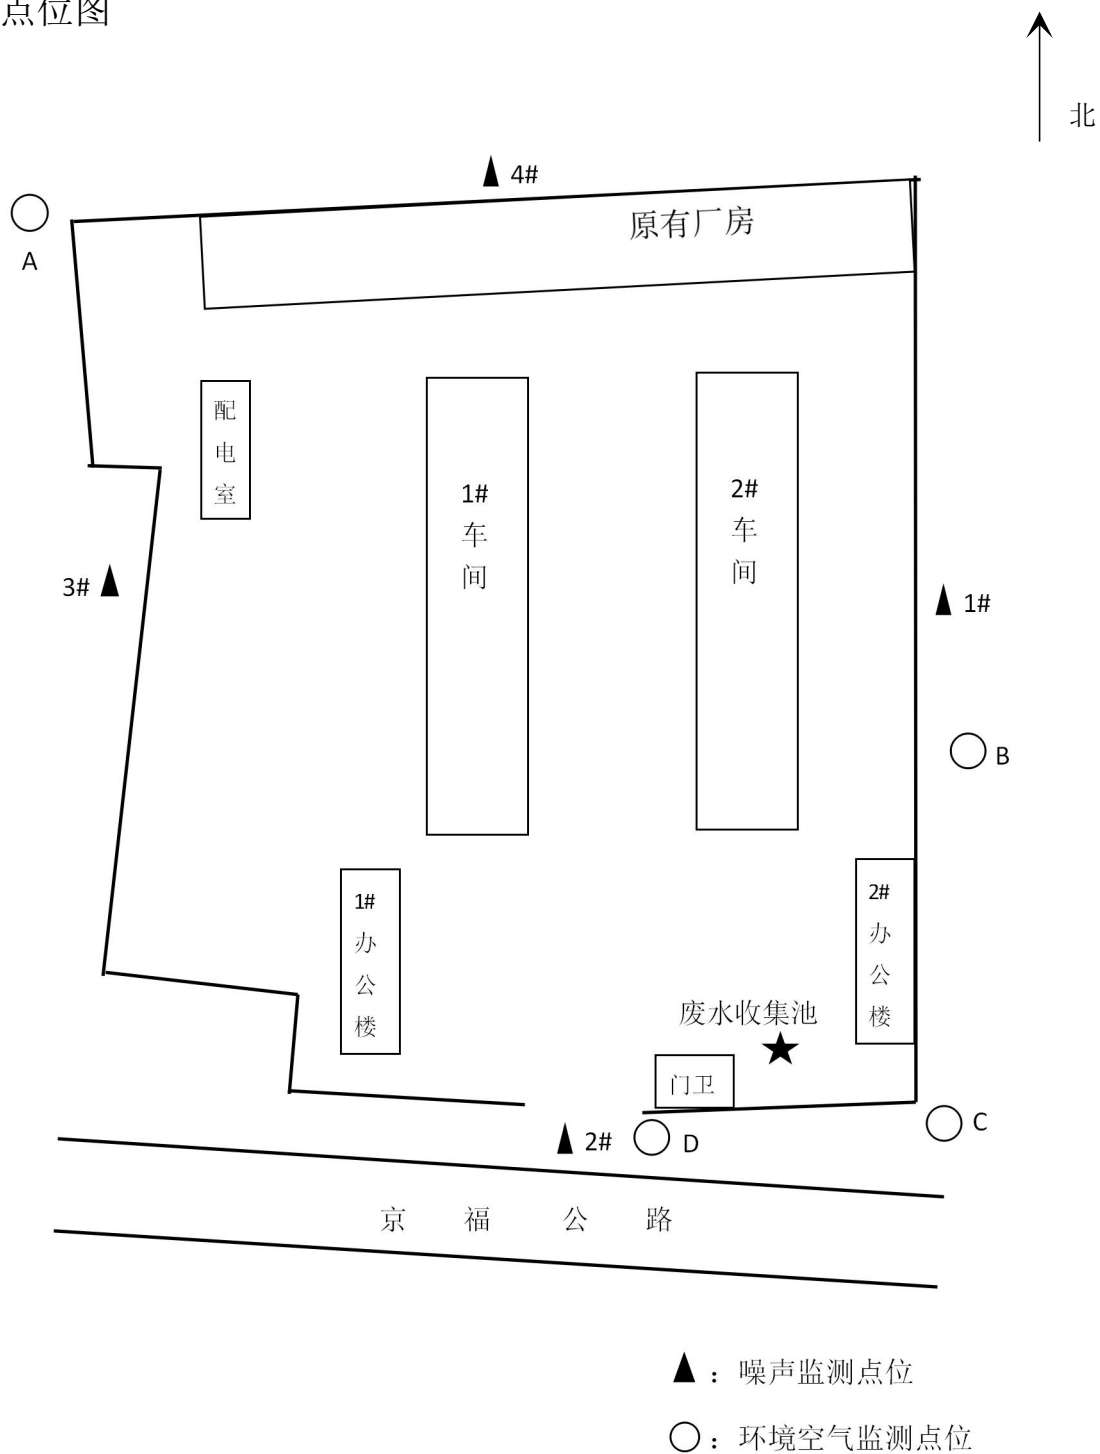 点位图
北
4#
A
原有厂房
配电室
1#车间
2#车间
3#
1#
B
1#办公楼
2#办公楼
废水收集池
门卫
C
2#
D
京福公路
：噪声监测点位
：环境空气监测点位